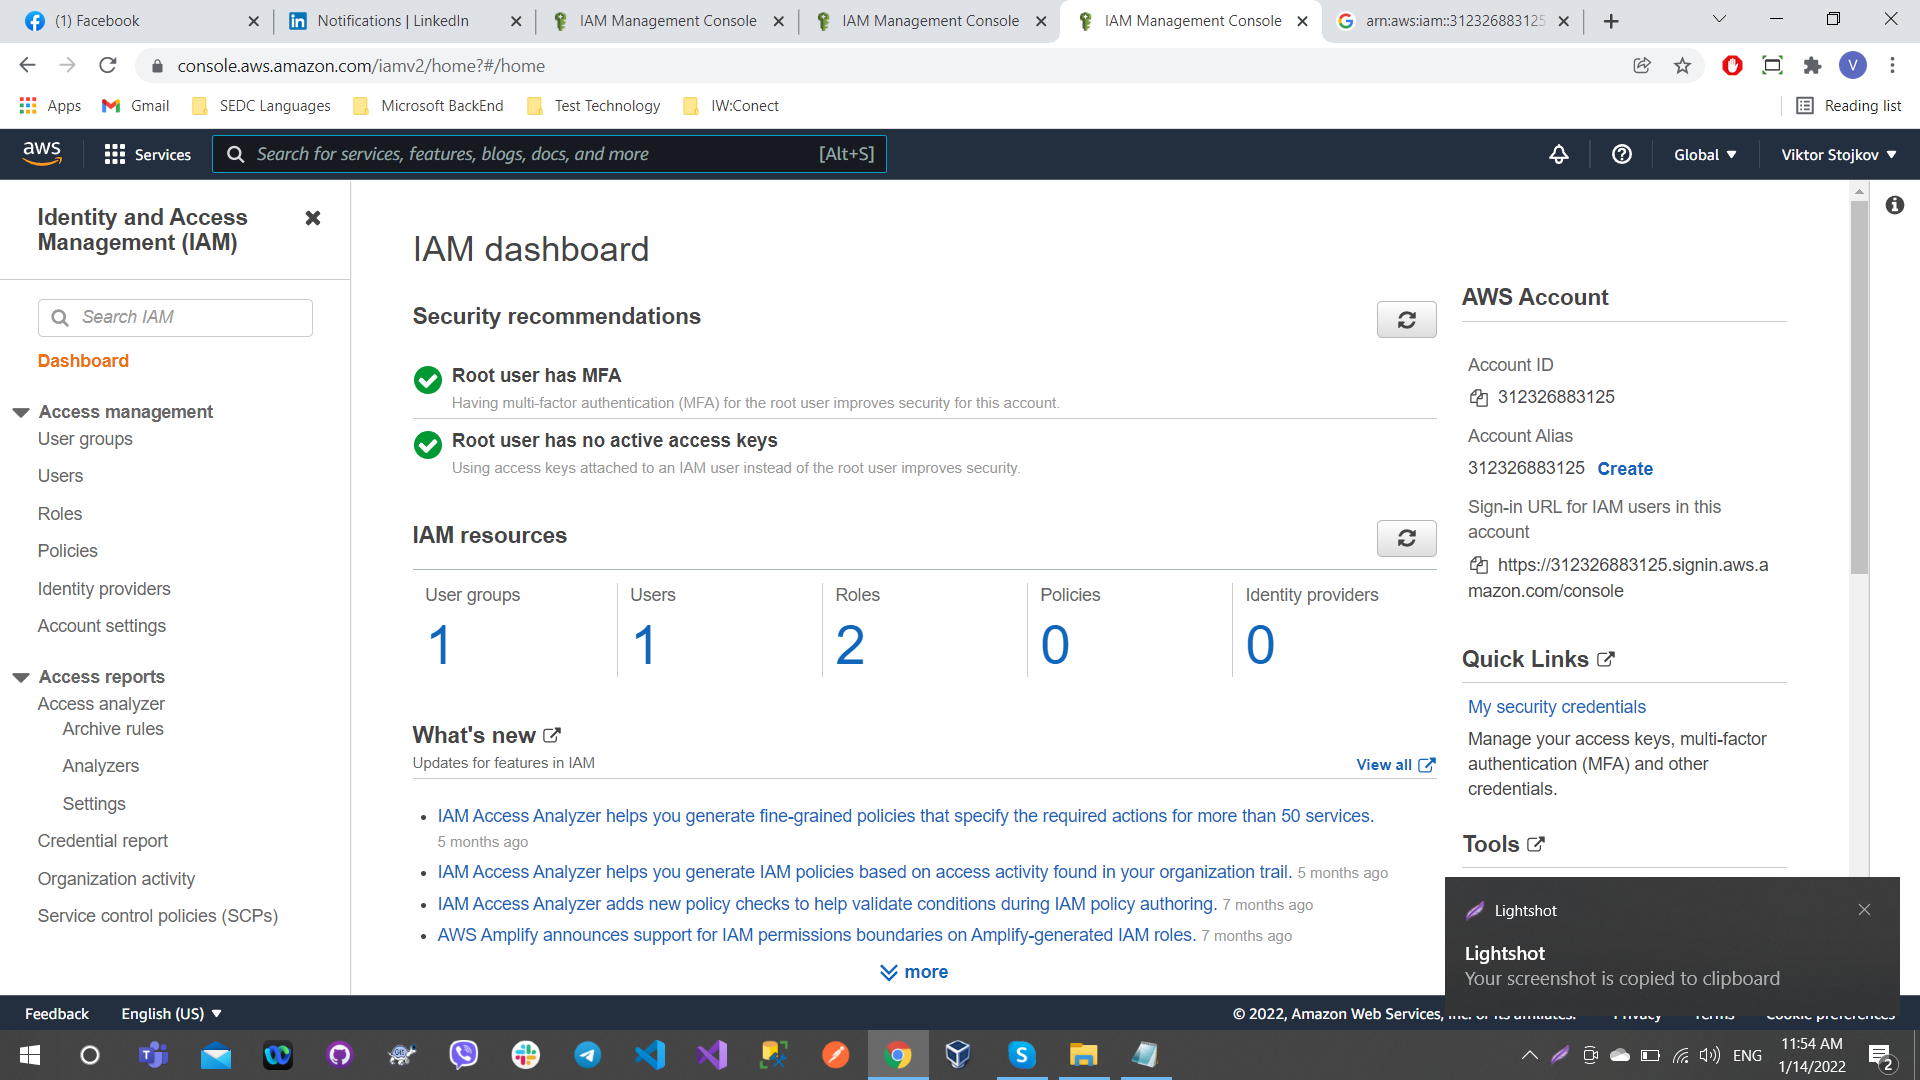 (1) Facebook
Notifications | LinkedIn
IAM Management Console
IAM Management Console
IAM Management Console
arn:aws:iam::312326883125
console.aws.amazon.com/iamv2/home?#/home
V
Apps
Gmail
SEDC Languages
Microsoft BackEnd
Test Technology
IW:Conect
Reading list
aws
Services
Search for services, features, blogs, docs, and more
[Alt+S]
Global
Viktor Stojkov
Identity and Access
Management (IAM)
Search IAM
Dashboard
Access management
User groups
Users
Roles
Policies
Identity providers
Account settings
Access reports
Access analyzer
Archive rules
Analyzers
Settings
Credential report
Organization activity
Service control policies (SCPs)
IAM dashboard
Security recommendations
Root user has MFA
Having multi-factor authentication (MFA) for the root user improves security for this account.
Root user has no active access keys
Using access keys attached to an IAM user instead of the root user improves security.
IAM resources
User groups
1
Users
1
Roles
2
Policies
0
Identity providers
0
What's new
Updates for features in IAM
View all
IAM Access Analyzer helps you generate fine-grained policies that specify the required actions for more than 50 services.
5 months ago
IAM Access Analyzer helps you generate IAM policies based on access activity found in your organization trail. 5 months ago
IAM Access Analyzer adds new policy checks to help validate conditions during IAM policy authoring. 7 months ago
AWS Amplify announces support for IAM permissions boundaries on Amplify-generated IAM roles. 7 months ago
more
AWS Account
Account ID
312326883125
Account Alias
312326883125 Create
Sign-in URL for IAM users in this
account
https://312326883125.signin.aws.a
mazon.com/console
Quick Links
My security credentials
Manage your access keys, multi-factor
authentication (MFA) and other
credentials.
Tools
Lightshot
Lightshot
Your screenshot is copied to clipboard
Feedback
English (US)
© 2022, Amazon Web Services, Inc. or its affiliates.
Privacy
Terms
Cookie preferences
ENG
11:54 AM
1/14/2022
2